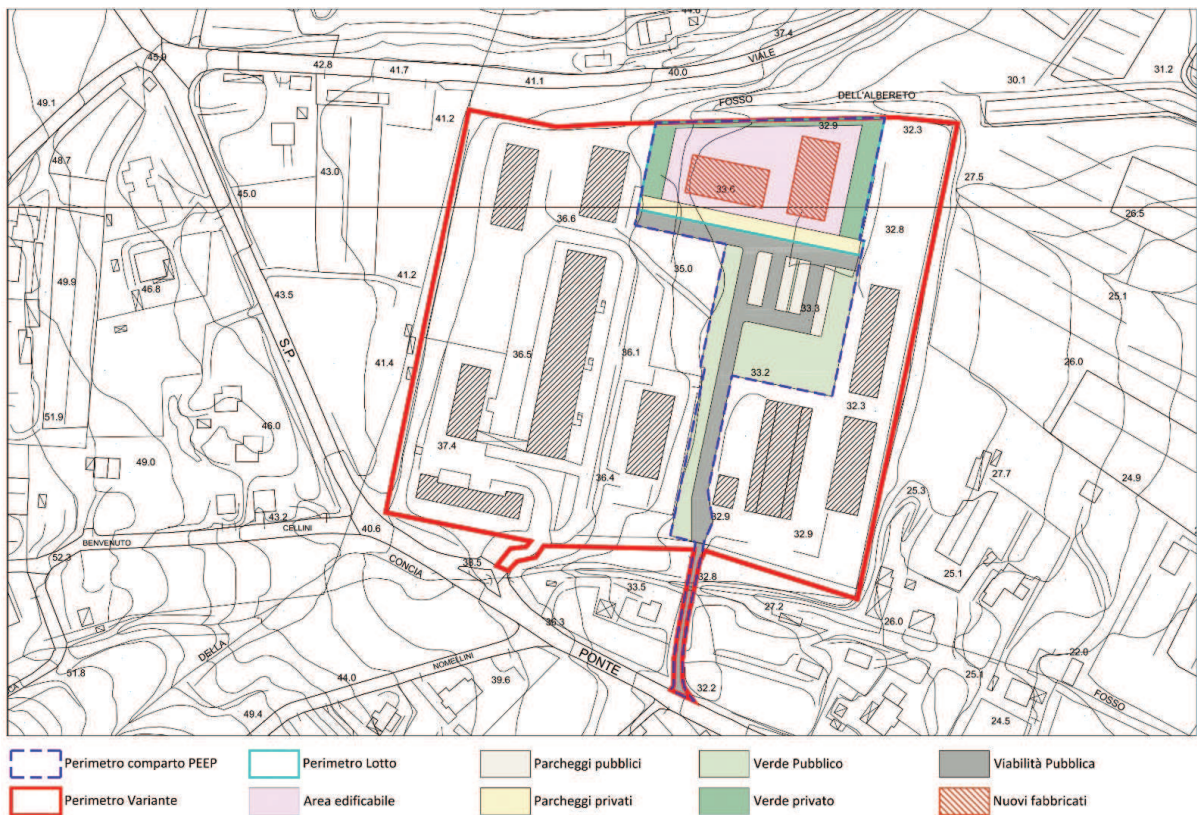 44.0
37.4
45.9
42.8
41.7
41.1
40.0
VIALE
31.2
30.1
49.1
41.2
FOSSO
DELL'ALBERETO
32.9
32.3
48.7
43.0
45.0
33.6
27.5
26.5
36.6
32.8
49.9
46.8
41.2
43.5
35.0
25.1
S.P.
33.3
41.4
36.5
36.1
26.0
33.2
51.9
46.0
32.3
37.4
49.0
36.4
27.7
24.9
25.3
43.2
40.6
32.9
32.9
CELLINI
BENVENUTO
52.3
CONCIA
38.5
32.8
33.5
25.1
27.2
26.0
36.3
DELLA
NOMELLINI
PONTE
22.0
51.8
44.0
39.6
32.2
25.1
FOSSO
49.4
24.5
Perimetro comparto PEEP
Perimetro Lotto
Parcheggi pubblici
Verde Pubblico
Viabilità Pubblica
Perimetro Variante
Area edificabile
Parcheggi privati
Verde privato
Nuovi fabbricati